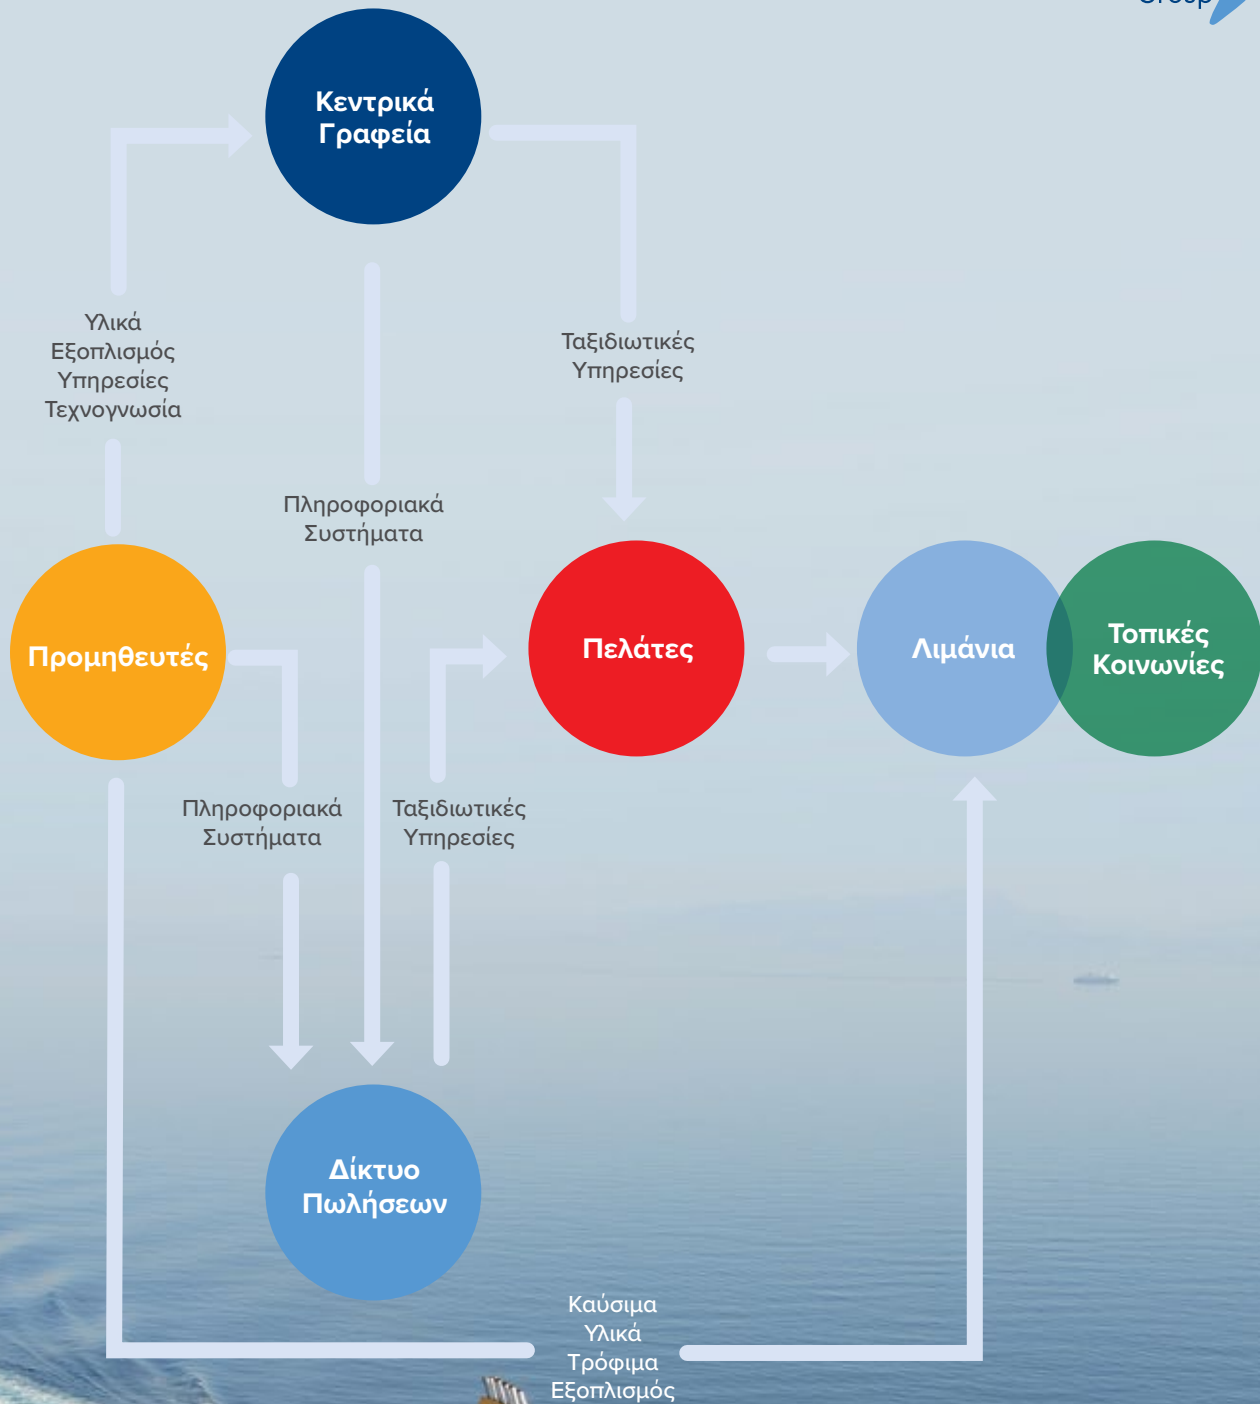 Κεντρικά
Γραφεία
Υλικά
Εξοπλισμός
Υπηρεσίες
Τεχνογνωσία
Ταξιδιωτικές
Υπηρεσίες
Πληροφοριακά
Συστήματα
Προμηθευτές
Πελάτες
Λιμάνια
Τοπικές
Κοινωνίες
Πληροφοριακά
Συστήματα
Ταξιδιωτικές
Υπηρεσίες
Δίκτυο
Πωλήσεων
Καύσιμα
Υλικά
Τρόφιμα
Εξοπλισμός